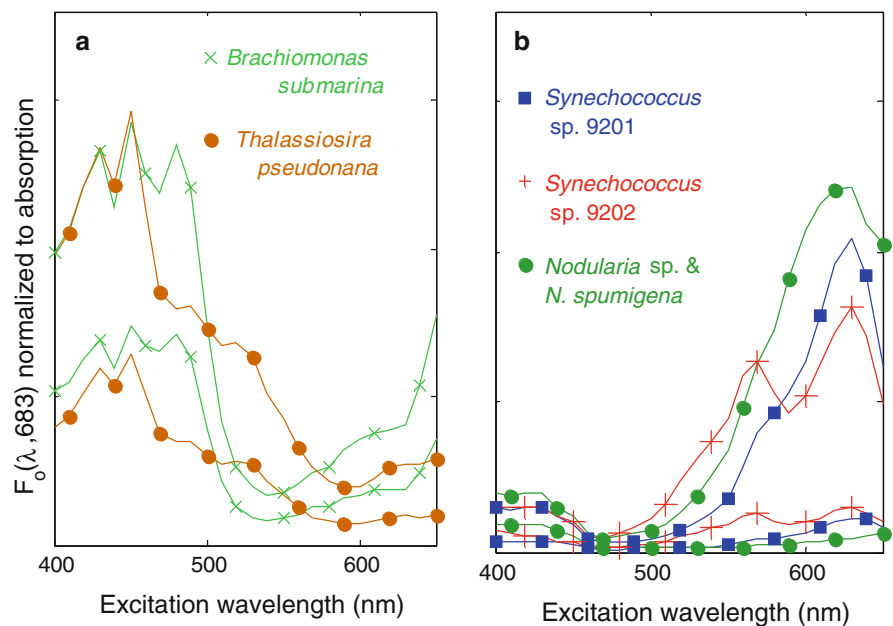 a
Brachiomonas
submarina
Thalassiosira
pseudonana
F₀(λ ,683) normalized to absorption
400
500
600
Excitation wavelength (nm)
b
Synechococcus
sp. 9201
Synechococcus
sp. 9202
Nodularia sp. &
N. spumigena
400
500
600
Excitation wavelength (nm)